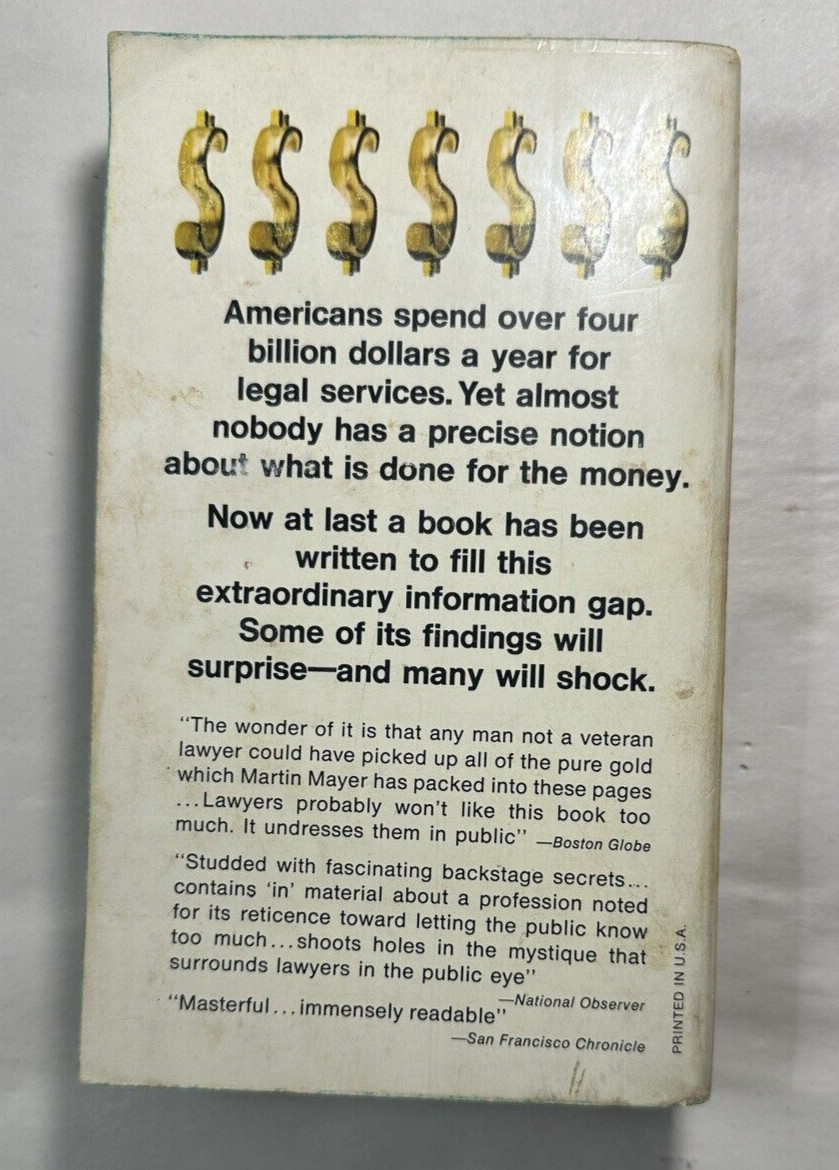 $ $ $ $ $ $ $
Americans spend over four
billion dollars a year for
legal services. Yet almost
nobody has a precise notion
about what is done for the money.
Now at last a book has been
written to fill this
extraordinary information gap.
Some of its findings will
surprise—and many will shock.
"The wonder of it is that any man not a veteran
lawyer could have picked up all of the pure gold
which Martin Mayer has packed into these pages
...Lawyers probably won't like this book too
much. It undresses them in public" —Boston Globe
"Studded with fascinating backstage secrets...
contains 'in' material about a profession noted
for its reticence toward letting the public know
too much...shoots holes in the mystique that
surrounds lawyers in the public eye"
—National Observer
"Masterful...immensely readable"
—San Francisco Chronicle
PRINTED IN U.S.A.